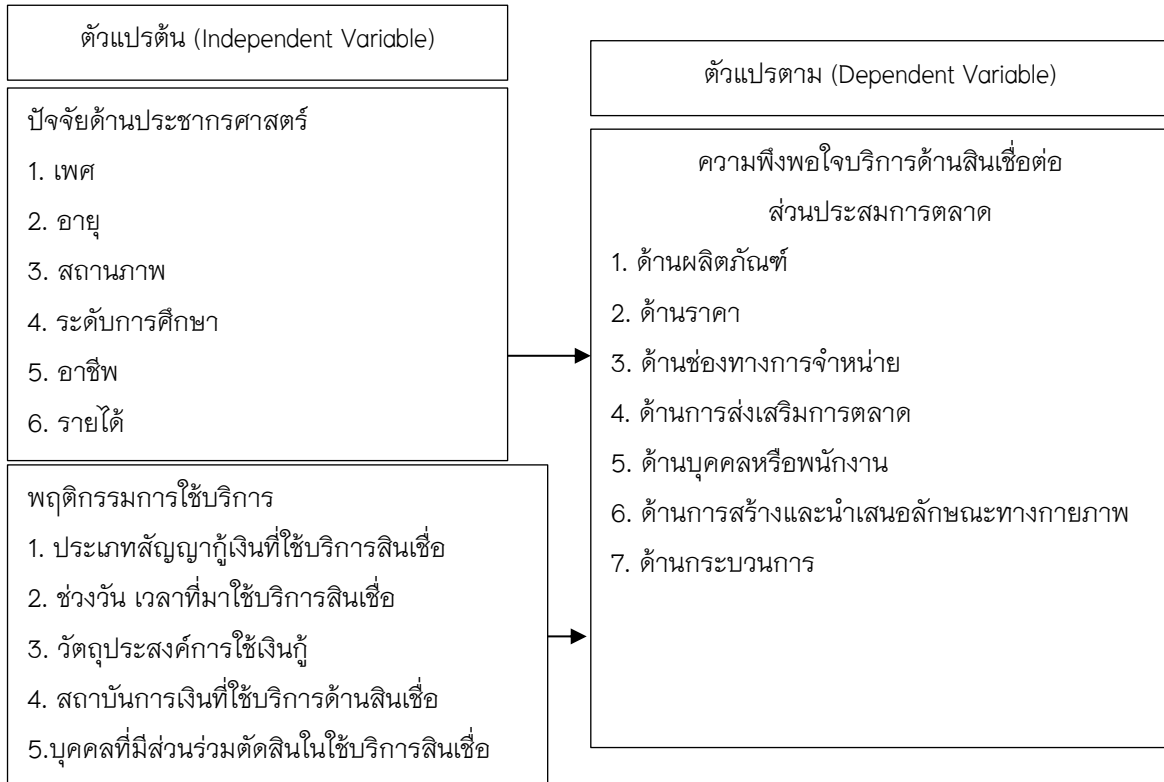 ตัวแปรต้น (Independent Variable)
ปัจจัยด้านประชากรศาสตร์
1. เพศ
2. อายุ
3. สถานภาพ
4. ระดับการศึกษา
5. อาชีพ
6. รายได้
พฤติกรรมการใช้บริการ
1. ประเภทสัญญากู้เงินที่ใช้บริการสินเชื่อ
2. ช่วงวัน เวลาที่มาใช้บริการสินเชื่อ
3. วัตถุประสงค์การใช้เงินกู้
4. สถาบันการเงินที่ใช้บริการด้านสินเชื่อ
5.บุคคลที่มีส่วนร่วมตัดสินในใช้บริการสินเชื่อ
ตัวแปรตาม (Dependent Variable)
ความพึงพอใจบริการด้านสินเชื่อต่อ
ส่วนประสมการตลาด
1. ด้านผลิตภัณฑ์
2. ด้านราคา
3. ด้านช่องทางการจำหน่าย
4. ด้านการส่งเสริมการตลาด
5. ด้านบุคคลหรือพนักงาน
6. ด้านการสร้างและนำเสนอลักษณะทางกายภาพ
7. ด้านกระบวนการ